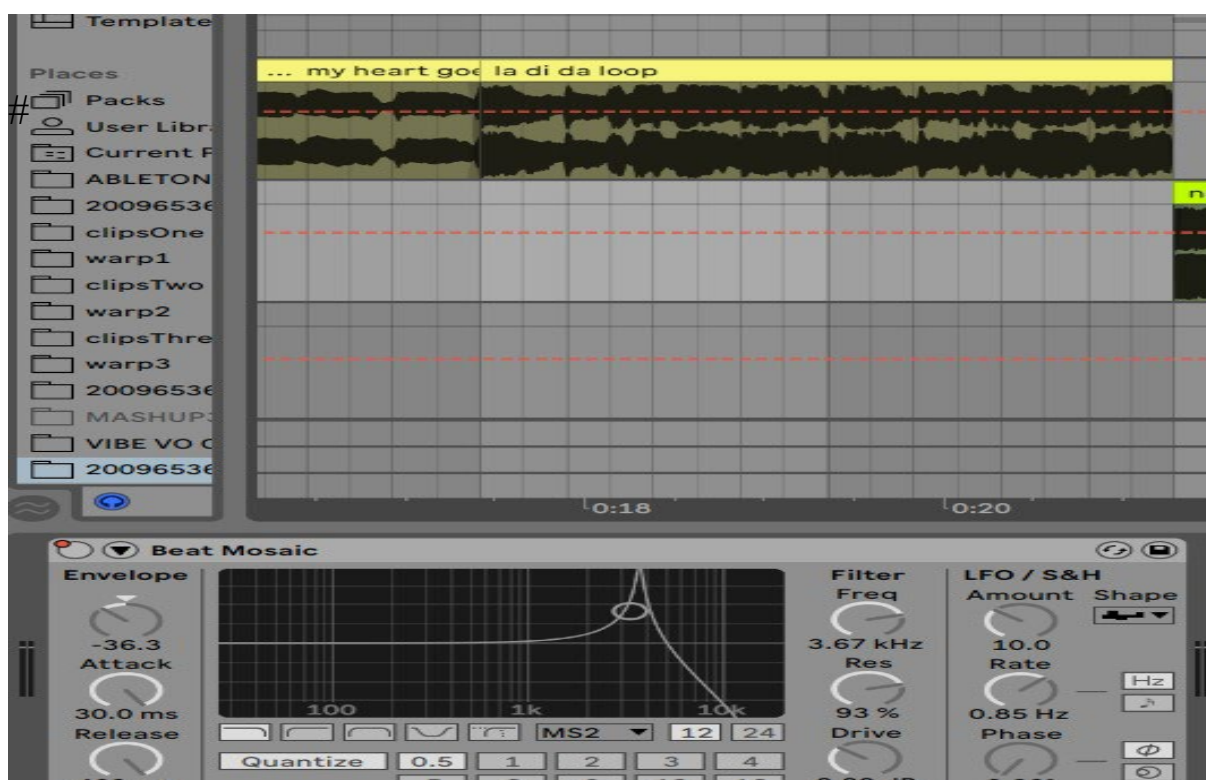 Template
Places
Packs
#
User Libr
Current P
ABLETON
20096536
clipsOne
warp1
clipsTwo
warp2
clipsThre
warp3
20096536
MASHUP3
VIBE VO C
20096536
... my heart goe
la di da loop
n
0:18
0:20
Beat Mosaic
Envelope
-36.3
Attack
30.0 ms
Release
100
1k
10k
MS2
12
24
Quantize
0.5
1
2
3
4
Filter
Freq
3.67 kHz
Res
93 %
Drive
LFO / S&H
Amount
Shape
10.0
Rate
Hz
0.85 Hz
Phase